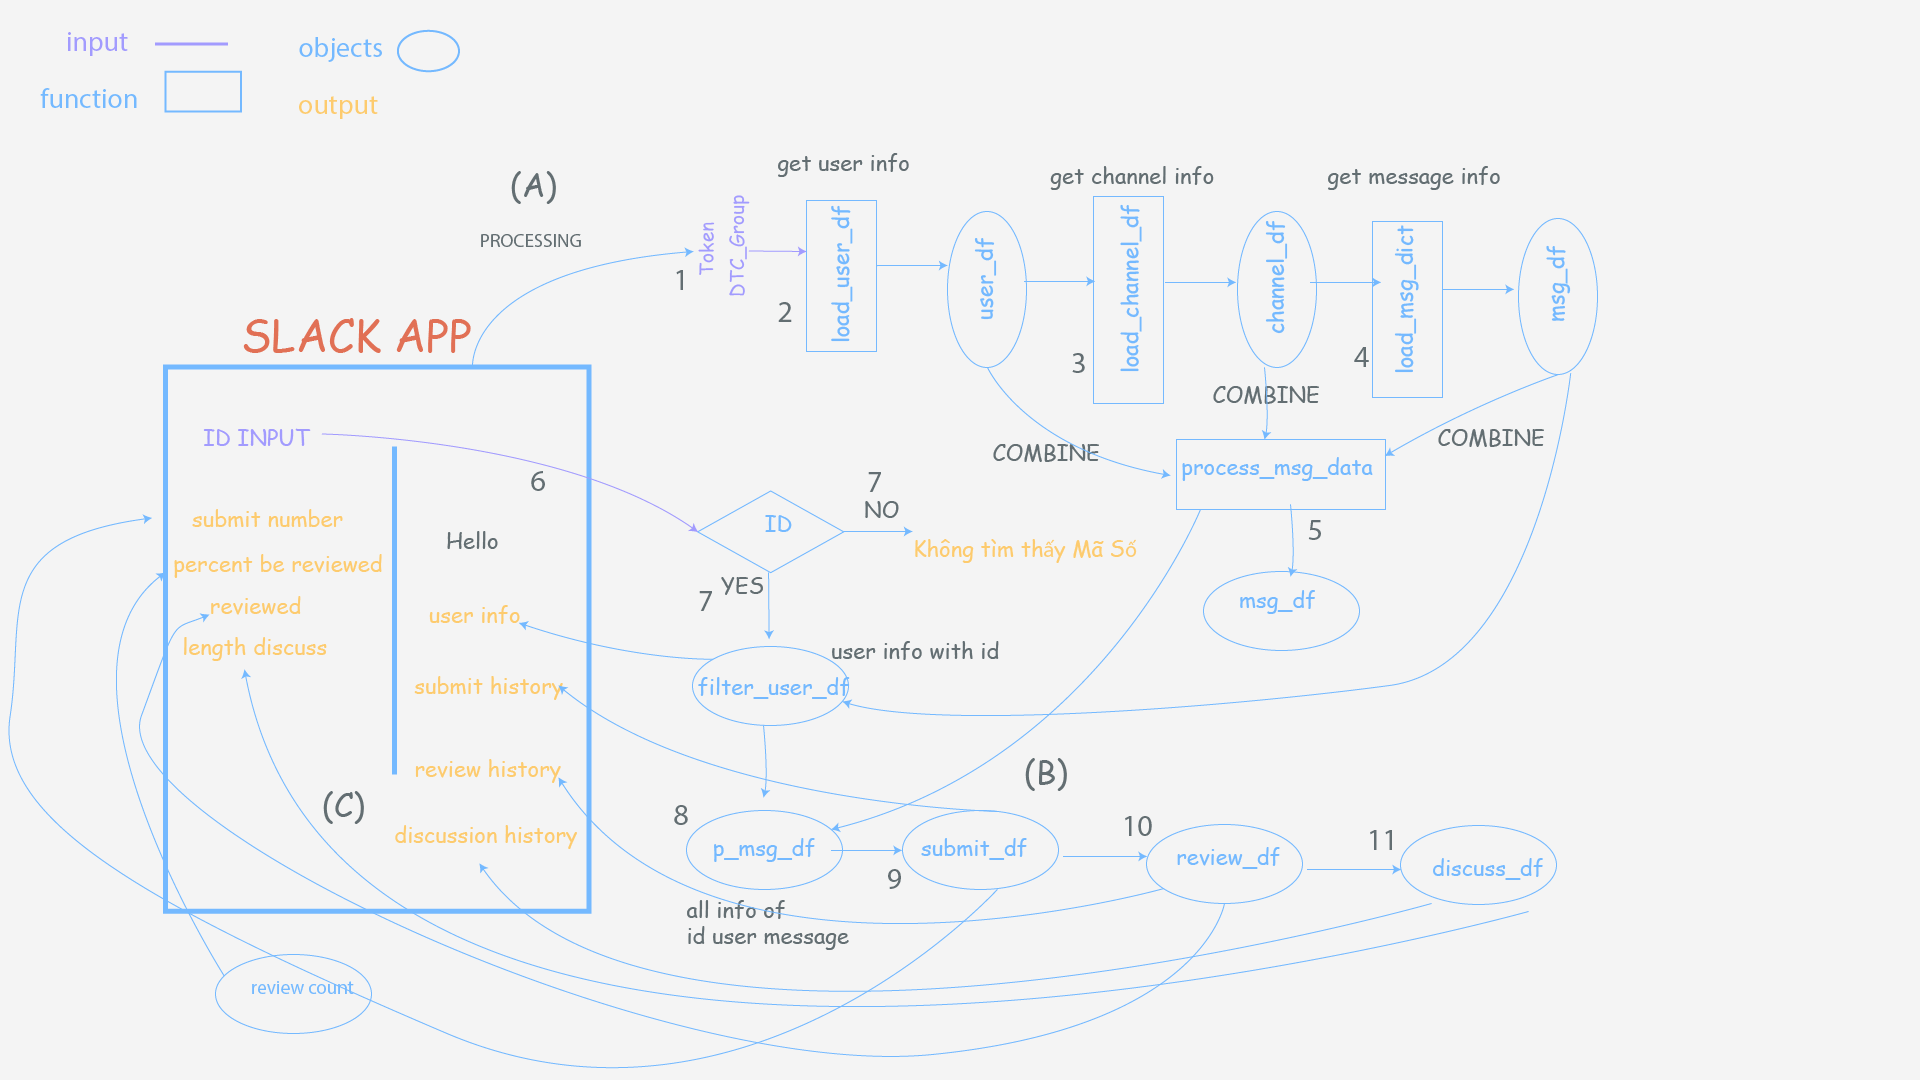 input
objects
function
output
(A)
PROCESSING
1
Token
DTC_Group
get user info
2
load_user_df
user_df
get channel info
3
load_channel_df
channel_df
get message info
4
load_msg_dict
msg_df
COMBINE
COMBINE
COMBINE
process_msg_data
5
msg_df
SLACK APP
ID INPUT
6
submit number
percent be reviewed
reviewed
length discuss
Hello
user info
submit history
review history
discussion history
(C)
ID
7
NO
Không tìm thấy Mã Số
YES
7
user info with id
filter_user_df
(B)
8
p_msg_df
all info of
id user message
9
submit_df
10
review_df
11
discuss_df
review count